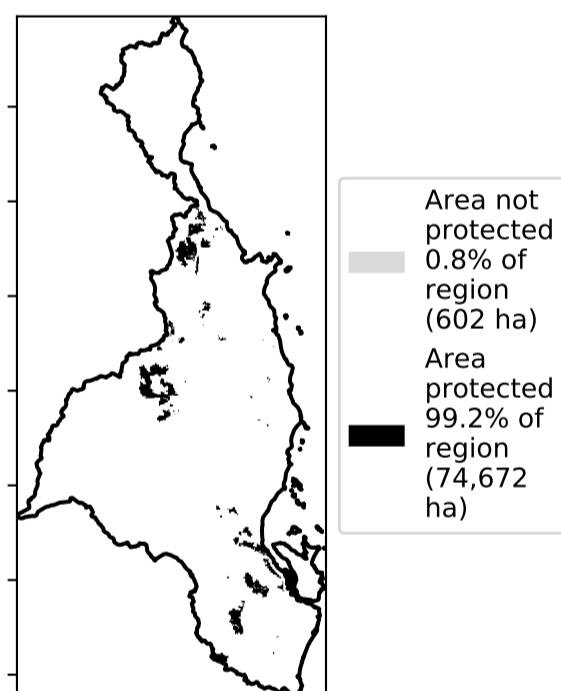 Area not
protected
0.8% of
region
(602 ha)
Area
protected
99.2% of
region
(74,672
ha)